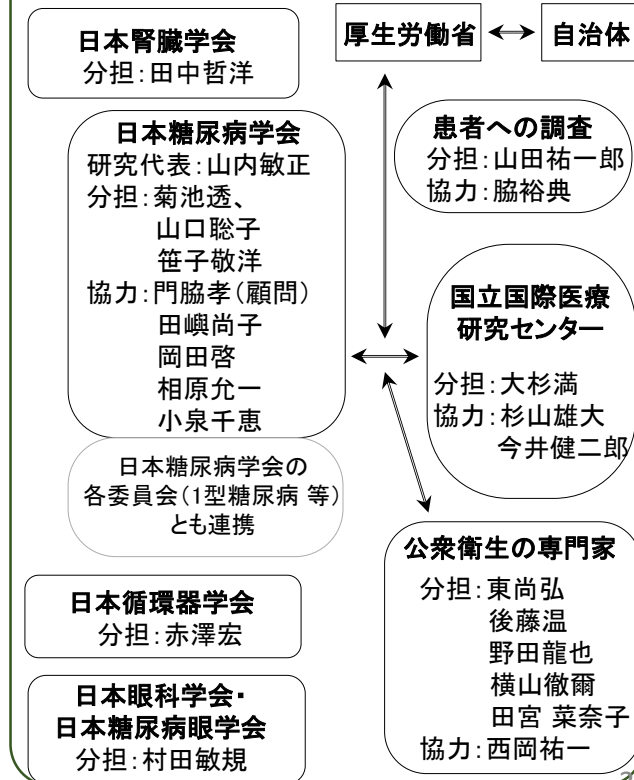 日本腎臓学会
分担：田中哲洋
厚生労働省 ⇔ 自治体
日本糖尿病学会
研究代表：山内敏正
分担：菊池透、
山口聡子
笹子敬洋
協力：門脇孝（顧問）
田嶼尚子
岡田啓
相原允一
小泉千恵
日本糖尿病学会の
各委員会（1型糖尿病 等）
とも連携
患者への調査
分担：山田祐一郎
協力：脇裕典
国立国際医療
研究センター
分担：大杉満
協力：杉山雄大
今井健二郎
日本循環器学会
分担：赤澤宏
日本眼科学会・
日本糖尿病眼学会
分担：村田敏規
公衆衛生の専門家
分担：東尚弘
後藤温
野田龍也
横山徹爾
田宮 菜奈子
協力：西岡祐一